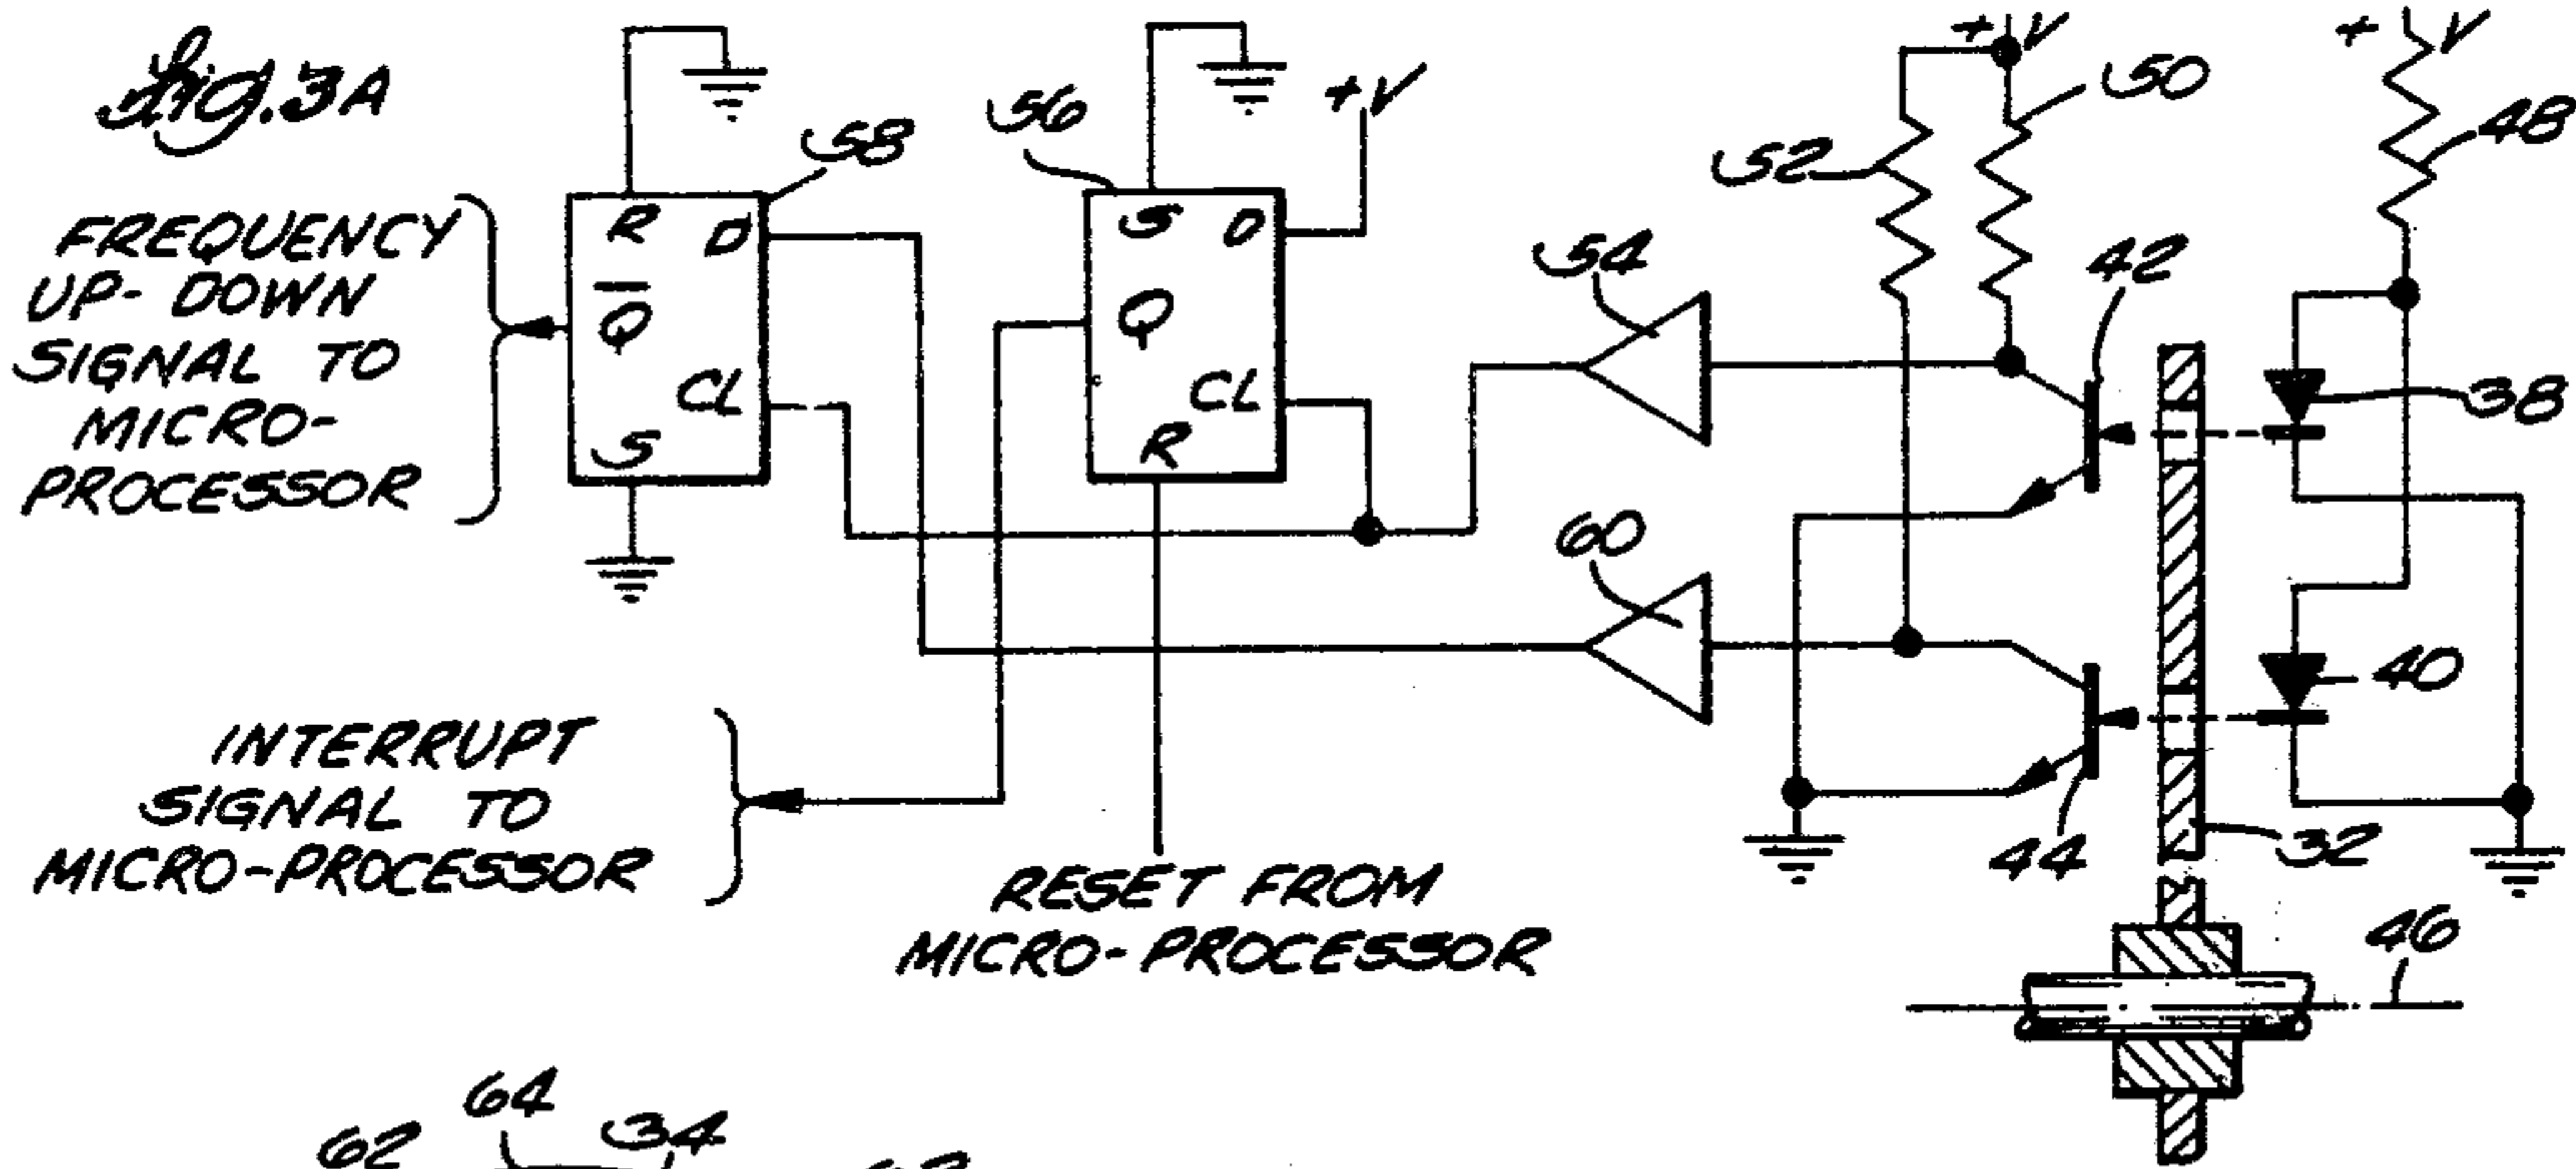 Fig. 3A
+V
+V
50
56
+V
58
48
52
R
D
S
D
FREQUENCY
UP-DOWN
SIGNAL TO
MICRO-
PROCESSOR
54
42
Q
Q
CL
CL
38
S
R
60
40
INTERRUPT
SIGNAL TO
MICRO-PROCESSOR
44
32
RESET FROM
MICRO-PROCESSOR
46
64
62
34